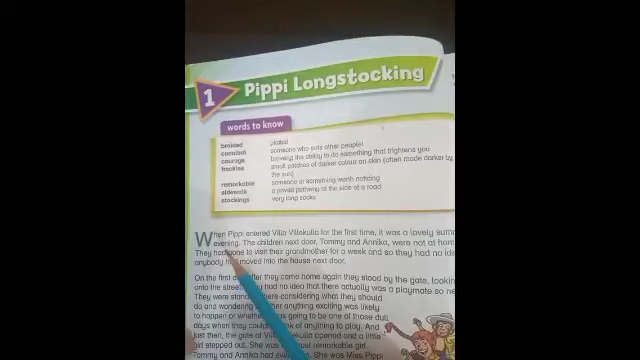 1
Pippi Longstocking
words to know
braided plaited
cannibal someone who eats other people!
courage bravery; the ability to do something that frightens you
freckles small patches of darker colour on skin (often made darker by
the sun)
remarkable someone or something worth noticing
sidewalk a paved pathway at the side of a road
stockings very long socks
When Pippi entered Villa Villekulla for the first time, it was a lovely
evening. The children next door, Tommy and Annika, were not at
They had gone to visit their grandmother for a week and so they had no
anybody had moved into the house next door.
On the first day after they came home again they stood by the gate, looking
onto the street. They had no idea that there actually was a playmate so
They were standing there considering what they should
do and wondering whether anything exciting was likely
to happen or whether it was going to be one of those dull
days when they couldn't think of anything to play. And
just then, the gate of Villa Villekulla opened and a little
girl stepped out. She was the most remarkable girl
Tommy and Annika had ever seen. She was Miss Pippi